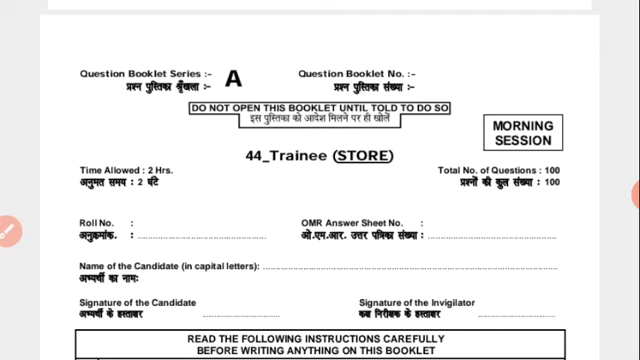 Question Booklet Series :- A Question Booklet No. :-
प्रश्न पुस्तिका श्रृँखला :- प्रश्न पुस्तिका संख्या :-
DO NOT OPEN THIS BOOKLET UNTIL TOLD TO DO SO
इस पुस्तिका को आदेश मिलने पर ही खोलें
MORNING
SESSION
44_Trainee (STORE)
Time Allowed : 2 Hrs. Total No. of Questions : 100
अनुमत समय : 2 घंटे प्रश्नों की कुल संख्या : 100
Roll No. : OMR Answer Sheet No. :
अनुक्रमांक. : ओ.एम.आर. उत्तर पत्रिका संख्या :
Name of the Candidate (in capital letters):
अभ्यर्थी का नामः
Signature of the Candidate Signature of the Invigilator
अभ्यर्थी के हस्ताक्षर कक्ष निरीक्षक के हस्ताक्षर
READ THE FOLLOWING INSTRUCTIONS CAREFULLY
BEFORE WRITING ANYTHING ON THIS BOOKLET